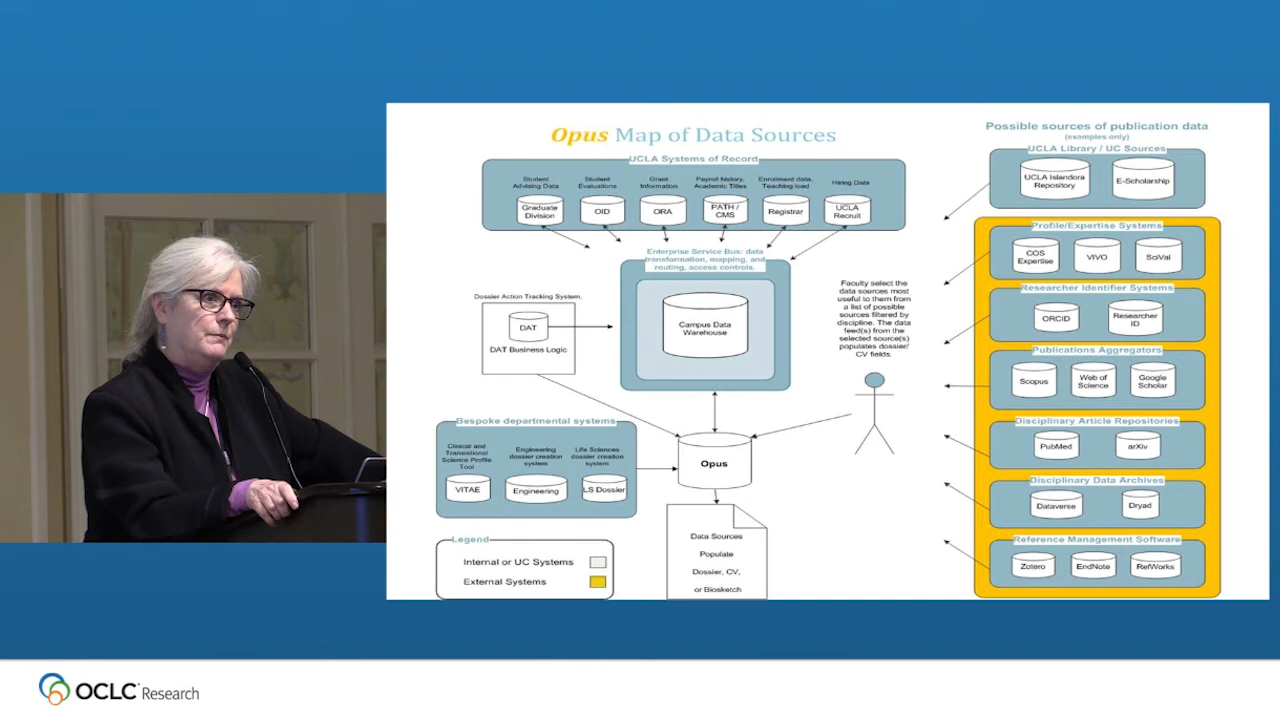 Opus Map of Data Sources
UCLA Systems of Record
Student
Advising Data
Student
Evaluations
Grant
Information
Payroll history,
Academic Titles
Enrollment data,
Teaching load
Hiring Data
Graduate
Division
OID
ORA
PATH /
CMS
Registrar
UCLA
Recruit
Enterprise Service Bus: data
transformation, mapping, and
routing, access controls.
Campus Data
Warehouse
Dossier Action Tracking System.
DAT
DAT Business Logic
Faculty select the
data sources most
useful to them from
a list of possible
sources filtered by
discipline. The data
feed(s) from the
selected source(s)
populates dossier/
CV fields.
Bespoke departmental systems
Clinical and
Translational
Science Profile
Tool
Engineering
dossier creation
system
Life Sciences
dossier creation
system
VITAE
Engineering
LS Dossier
Opus
Data Sources
Populate
Dossier, CV,
or Biosketch
Legend
Internal or UC Systems
External Systems
Possible sources of publication data
(examples only)
UCLA Library / UC Sources
UCLA Islandora
Repository
E-Scholarship
Profile/Expertise Systems
COS
Expertise
VIVO
SciVal
Researcher Identifier Systems
ORCID
Researcher
ID
Publications Aggregators
Scopus
Web of
Science
Google
Scholar
Disciplinary Article Repositories
PubMed
arXiv
Disciplinary Data Archives
Dataverse
Dryad
Reference Management Software
Zotero
EndNote
RefWorks
OCLC Research